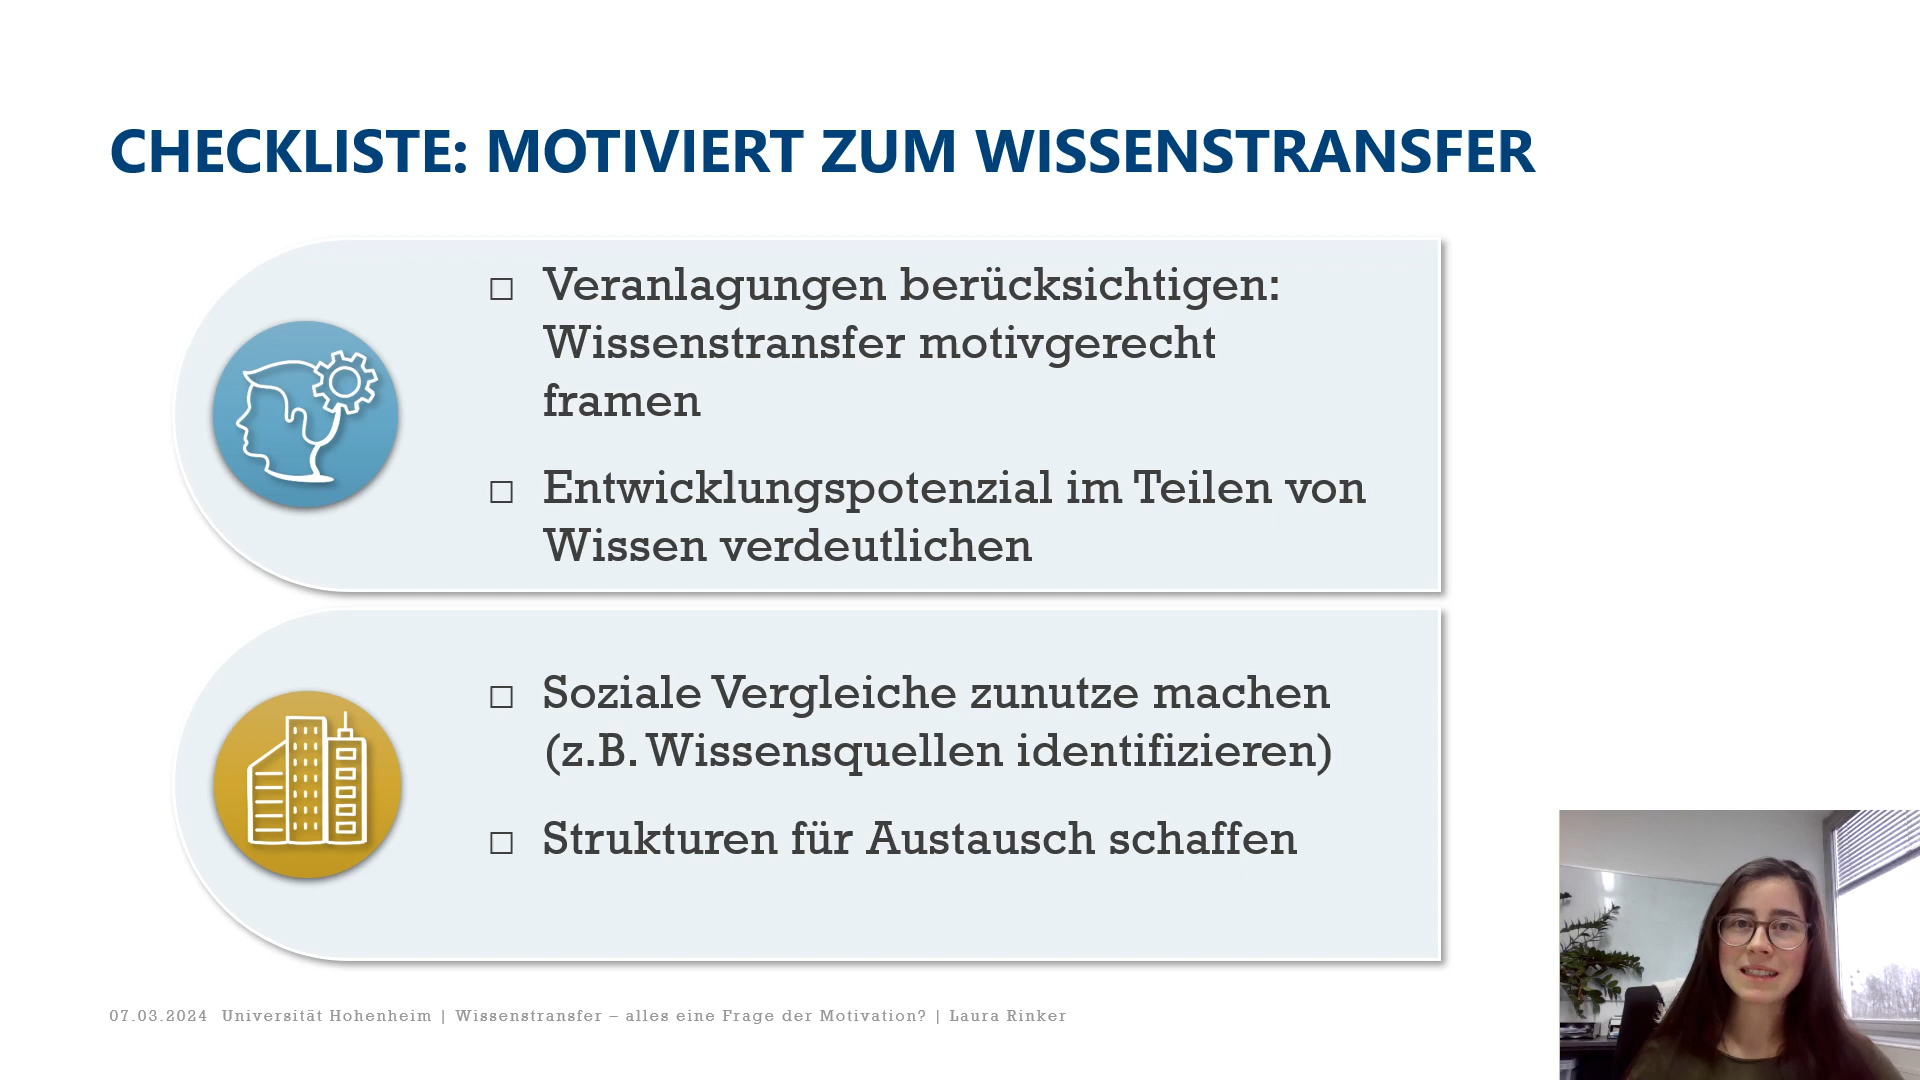 CHECKLISTE: MOTIVIERT ZUM WISSENSTRANSFER
□ Veranlagungen berücksichtigen:
Wissenstransfer motivgerecht
framen
□ Entwicklungspotenzial im Teilen von
Wissen verdeutlichen
□ Soziale Vergleiche zunutze machen
(z.B. Wissensquellen identifizieren)
□ Strukturen für Austausch schaffen
07.03.2024 Universität Hohenheim | Wissenstransfer – alles eine Frage der Motivation? | Laura Rinker